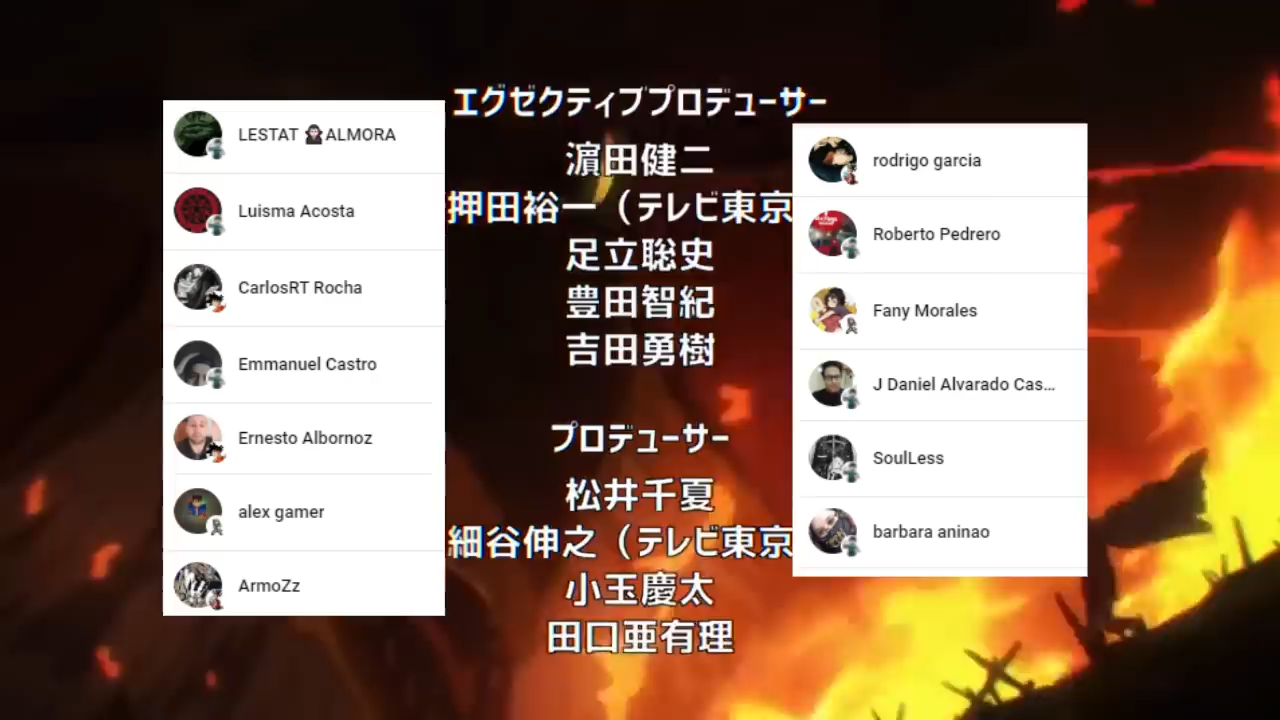 LESTAT 🧛🏻‍♂️ALMORA
Luisma Acosta
CarlosRT Rocha
Emmanuel Castro
Ernesto Albornoz
alex gamer
ArmoZz
エグゼクティブプロデューサー
濵田健二
押田裕一（テレビ東京
足立聡史
豊田智紀
吉田勇樹
プロデューサー
松井千夏
細谷伸之（テレビ東京
小玉慶太
田口亜有理
rodrigo garcia
Roberto Pedrero
Fany Morales
J Daniel Alvarado Cas...
SoulLess
barbara aninao